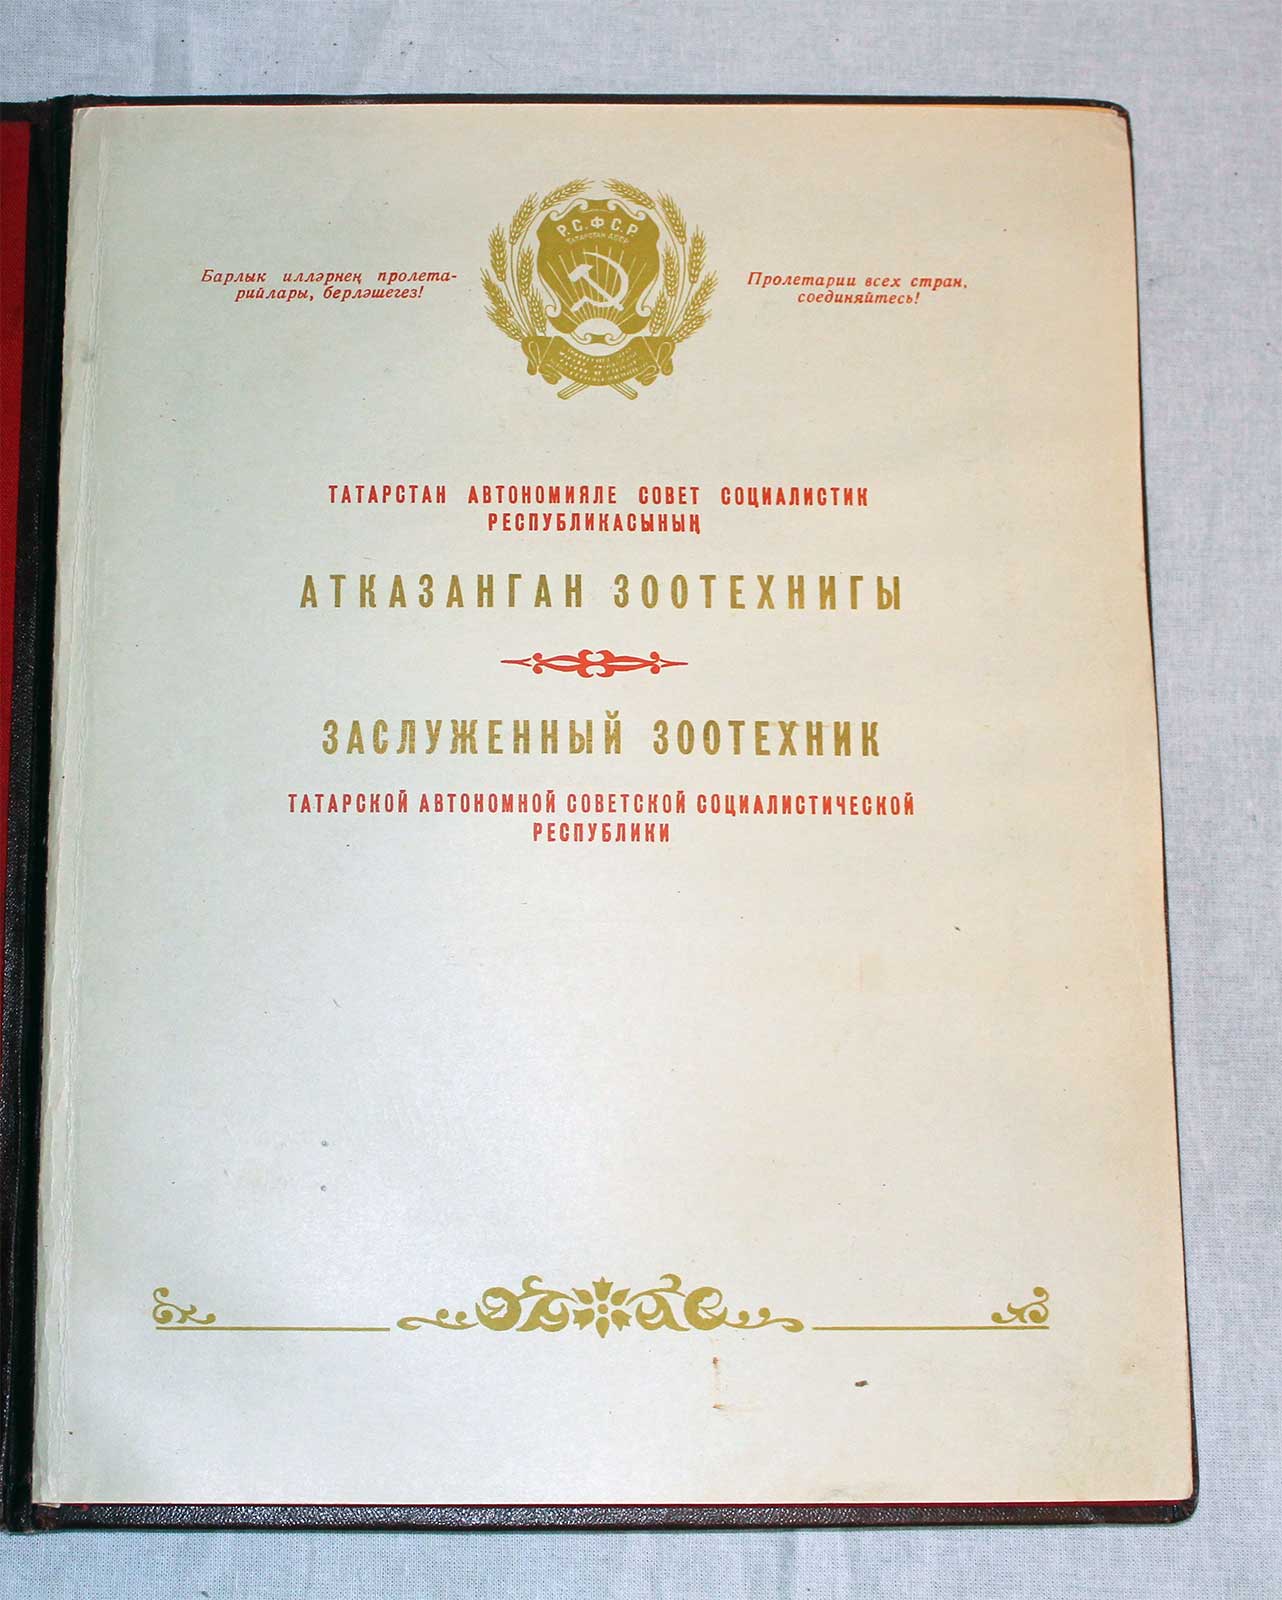 Р.С.Ф.С.Р.
ТАТАРСТАН АССР
Барлык илләрнең пролета-
рийлары, берләшегез!
Пролетарии всех стран,
соединяйтесь!
ТАТАРСТАН АВТОНОМИЯЛЕ СОВЕТ СОЦИАЛИСТИК
РЕСПУБЛИКАСЫНЫҢ
АТКАЗАНГАН ЗООТЕХНИГЫ
ЗАСЛУЖЕННЫЙ ЗООТЕХНИК
ТАТАРСКОЙ АВТОНОМНОЙ СОВЕТСКОЙ СОЦИАЛИСТИЧЕСКОЙ
РЕСПУБЛИКИ